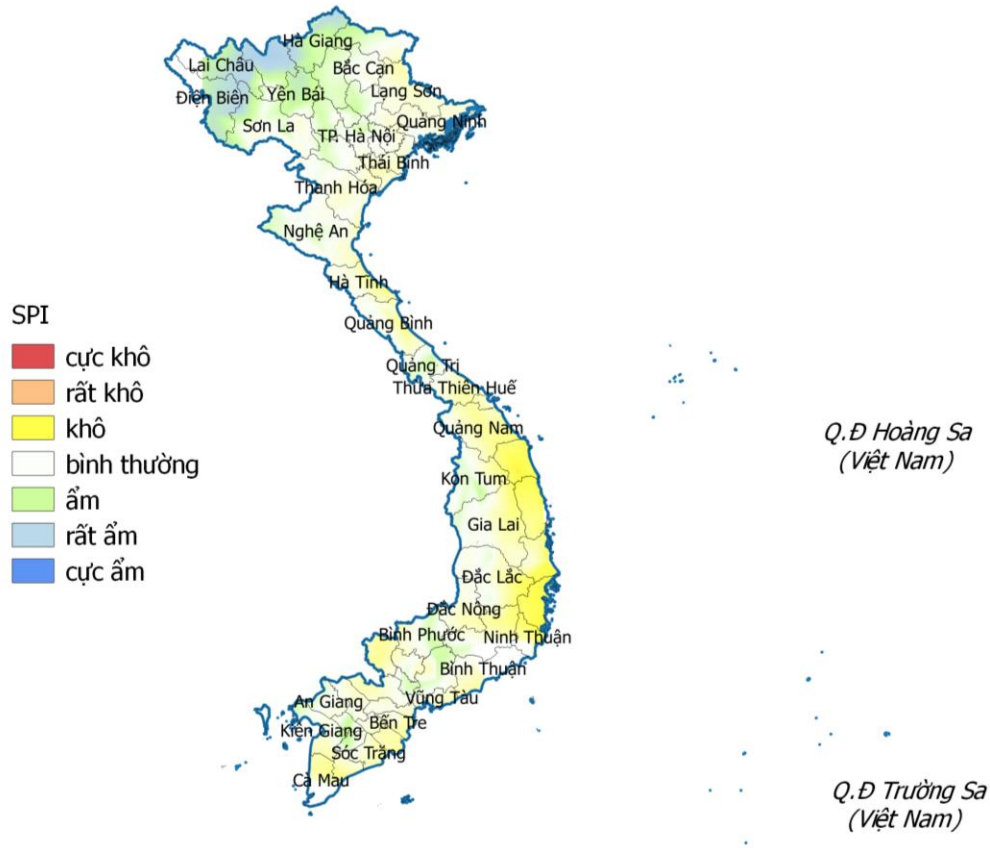 Hà Giang
Lai Châu
Bắc Cạn
Điện Biên
Yên Bái
Lạng Sơn
Sơn La
TP. Hà Nội
Quảng Ninh
Thái Bình
Thanh Hóa
Nghệ An
Hà Tĩnh
SPI
Quảng Bình
cực khô
Quảng Trị
rất khô
Thừa Thiên Huế
khô
Quảng Nam
Q.Đ Hoàng Sa
(Việt Nam)
bình thường
Kon Tum
ẩm
Gia Lai
rất ẩm
cực ẩm
Đắc Lắc
Đắc Nông
Bình Phước
Ninh Thuận
Bình Thuận
An Giang
Vũng Tàu
Kiên Giang
Bến Tre
Sóc Trăng
Cà Mau
Q.Đ Trường Sa
(Việt Nam)